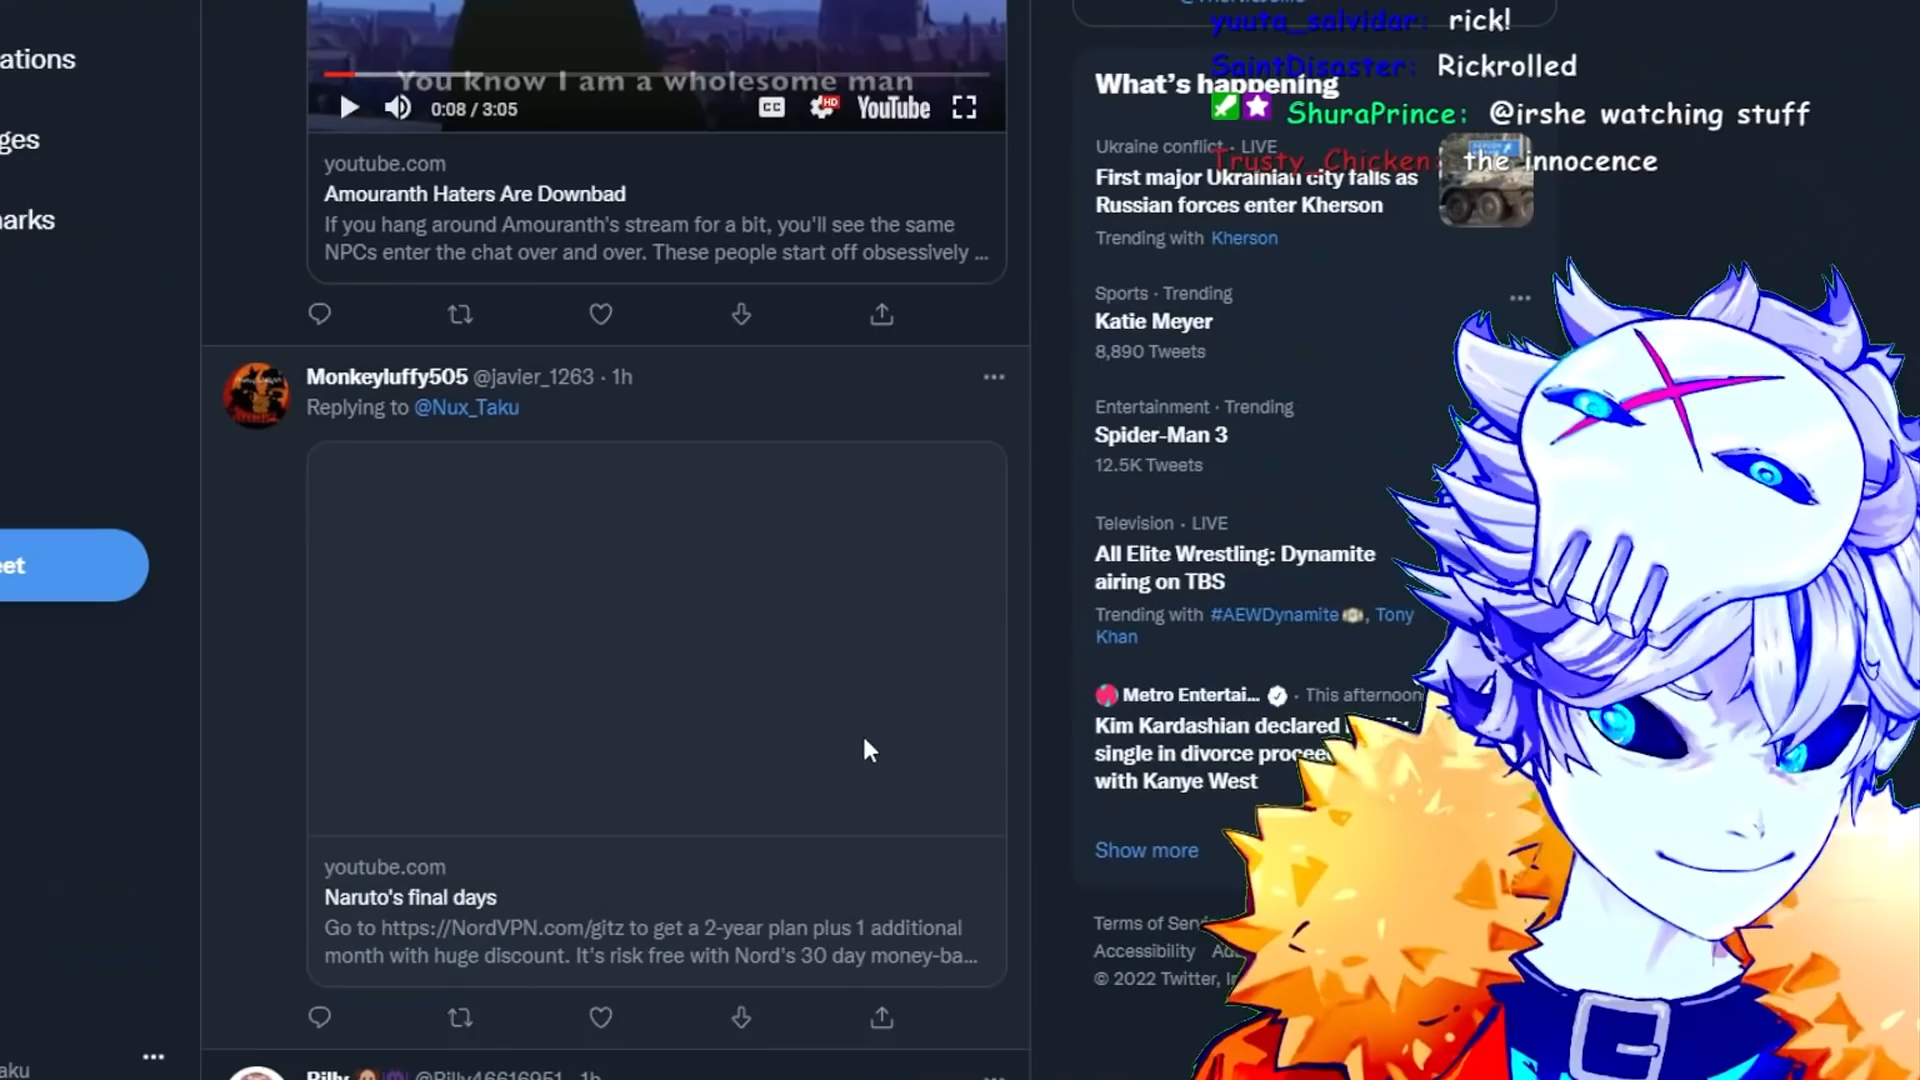 ations
ges
arks
eet
aku
You know I am a wholesome man
0:08 / 3:05
CC
HD
YouTube
youtube.com
Amouranth Haters Are Downbad
If you hang around Amouranth's stream for a bit, you'll see the same
NPCs enter the chat over and over. These people start off obsessively ...
Monkeyluffy505 @javier_1263 · 1h
Replying to @Nux_Taku
youtube.com
Naruto's final days
Go to https://NordVPN.com/gitz to get a 2-year plan plus 1 additional
month with huge discount. It's risk free with Nord's 30 day money-ba...
Billy @Billy46616951 · 1h
yuuta_salvidar: rick!
SaintDisaster: Rickrolled
ShuraPrince: @irshe watching stuff
Trusty_Chicken: the innocence
What's happening
Ukraine conflict · LIVE
First major Ukrainian city falls as
Russian forces enter Kherson
Trending with Kherson
Sports · Trending
Katie Meyer
8,890 Tweets
Entertainment · Trending
Spider-Man 3
12.5K Tweets
Television · LIVE
All Elite Wrestling: Dynamite
airing on TBS
Trending with #AEWDynamite, Tony
Khan
Metro Entertai... · This afternoon
Kim Kardashian declared
single in divorce procee
with Kanye West
Show more
Terms of Serv
Accessibility
© 2022 Twitter, In